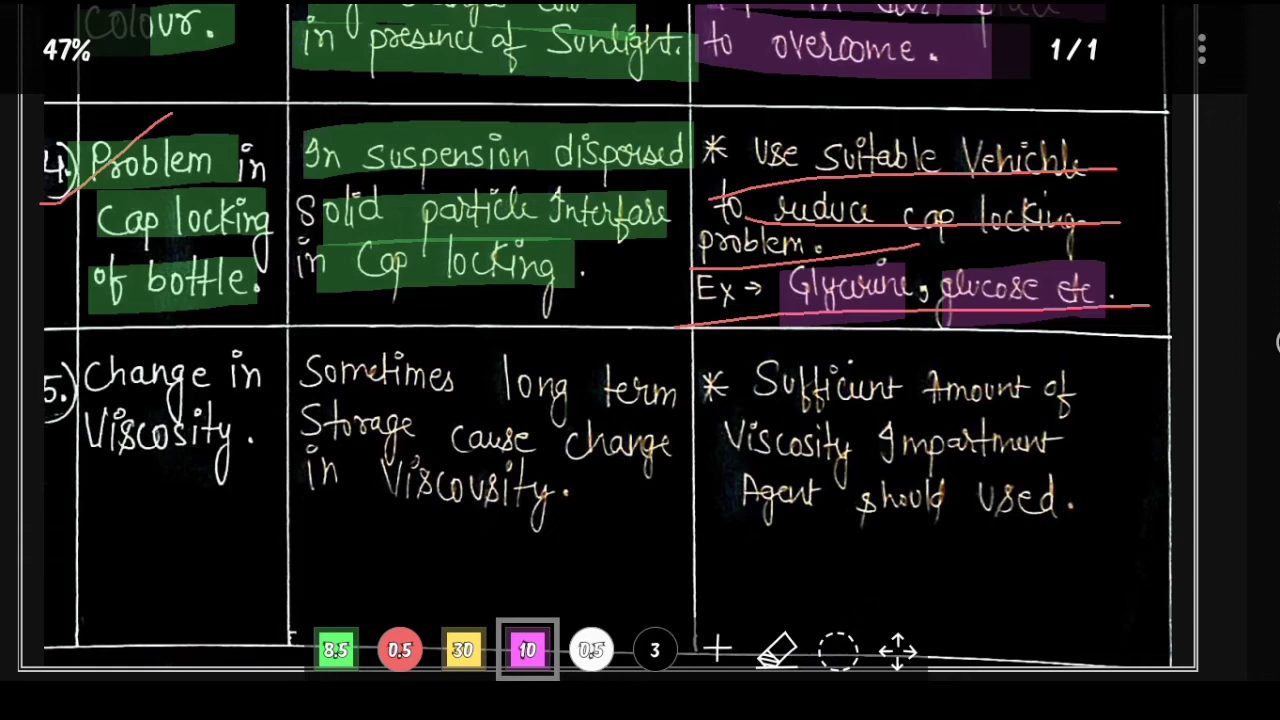 Colour.
in presence of Sunlight.
to overcome.
47%
1/1
4.) Problem in
Cap locking
of bottle.
In suspension dispersed
Solid particle Interfare
in Cap locking.
* Use Suitable Vehichle
to reduce cap locking
problem.
Ex → Glycerine, glucose etc.
5.) Change in
Viscosity.
Sometimes long term
Storage cause change
in Viscousity.
* Sufficient Amount of
Viscosity Impartment
Agent should used.
8.5 0.5 30 10 0.5 3